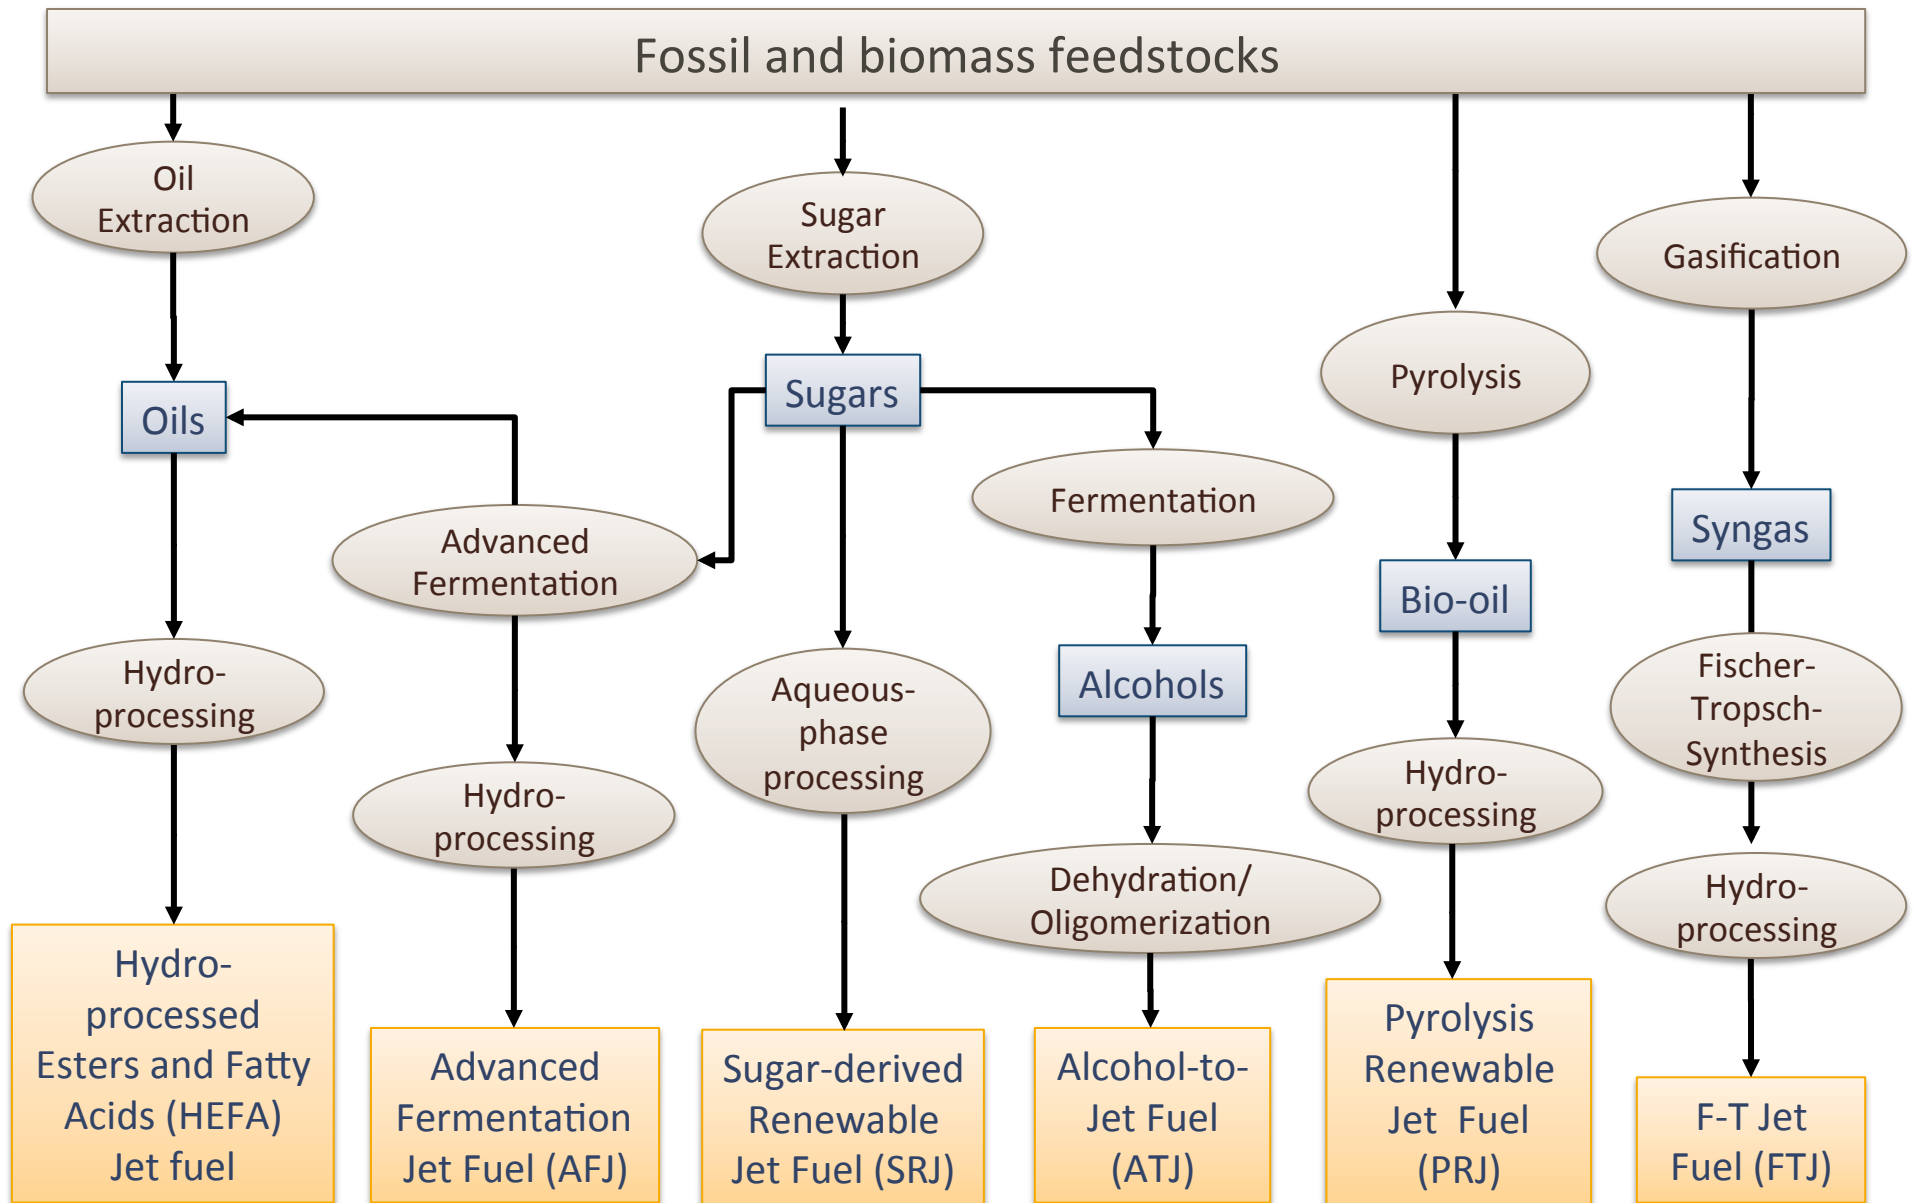 Fossil and biomass feedstocks
Oil
Extraction
Sugar
Extraction
Gasification
Pyrolysis
Oils
Sugars
Advanced
Fermentation
Fermentation
Syngas
Bio-oil
Alcohols
Hydro-
processing
Hydro-
processing
Aqueous-
phase
processing
Dehydration/
Oligomerization
Hydro-
processing
Fischer-
Tropsch-
Synthesis
Hydro-
processing
Hydro-
processed
Esters and Fatty
Acids (HEFA)
Jet fuel
Advanced
Fermentation
Jet Fuel (AFJ)
Sugar-derived
Renewable
Jet Fuel (SRJ)
Alcohol-to-
Jet Fuel
(ATJ)
Pyrolysis
Renewable
Jet Fuel
(PRJ)
F-T Jet
Fuel (FTJ)